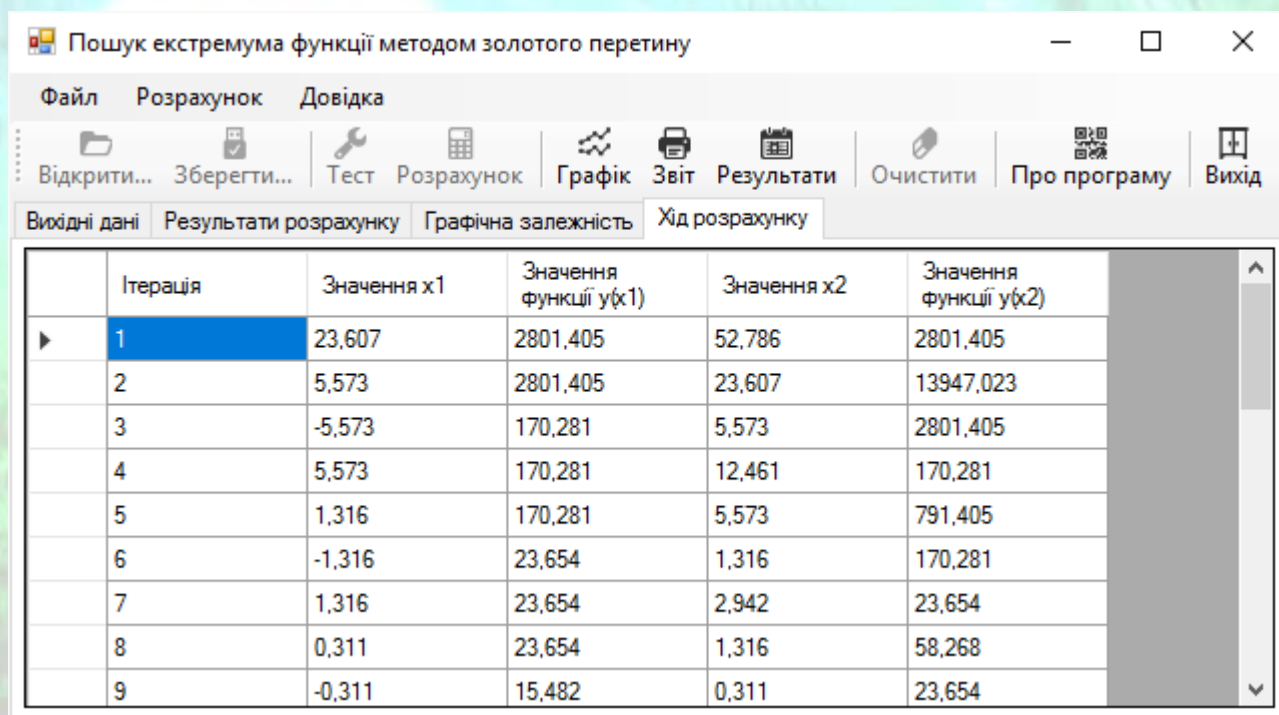 Пошук екстремума функції методом золотого перетину
Файл Розрахунок Довідка
Відкрити... Зберегти... Тест Розрахунок Графік Звіт Результати Очистити Про програму Вихід
Вихідні дані Результати розрахунку Графічна залежність Хід розрахунку
Ітерація Значення x1 Значення функції y(x1) Значення x2 Значення функції y(x2)
1 23,607 2801,405 52,786 2801,405
2 5,573 2801,405 23,607 13947,023
3 -5,573 170,281 5,573 2801,405
4 5,573 170,281 12,461 170,281
5 1,316 170,281 5,573 791,405
6 -1,316 23,654 1,316 170,281
7 1,316 23,654 2,942 23,654
8 0,311 23,654 1,316 58,268
9 -0,311 15,482 0,311 23,654